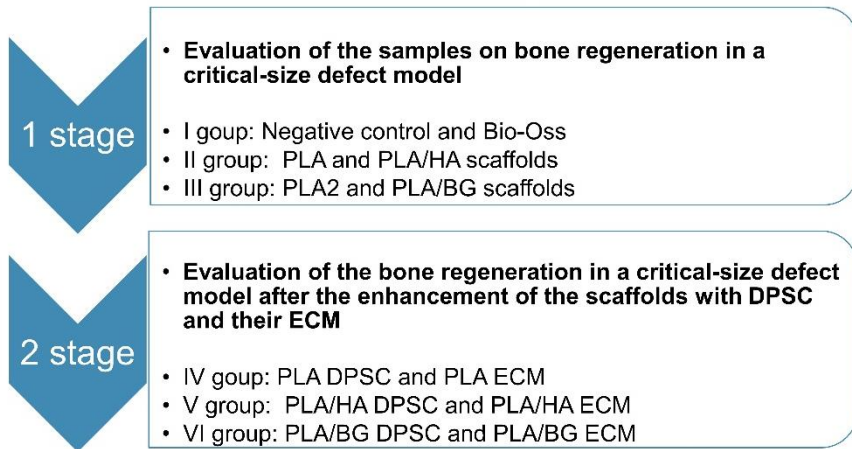 1 stage
• Evaluation of the samples on bone regeneration in a
critical-size defect model
• I goup: Negative control and Bio-Oss
• II group: PLA and PLA/HA scaffolds
• III group: PLA2 and PLA/BG scaffolds
2 stage
• Evaluation of the bone regeneration in a critical-size defect
model after the enhancement of the scaffolds with DPSC
and their ECM
• IV goup: PLA DPSC and PLA ECM
• V group: PLA/HA DPSC and PLA/HA ECM
• VI group: PLA/BG DPSC and PLA/BG ECM